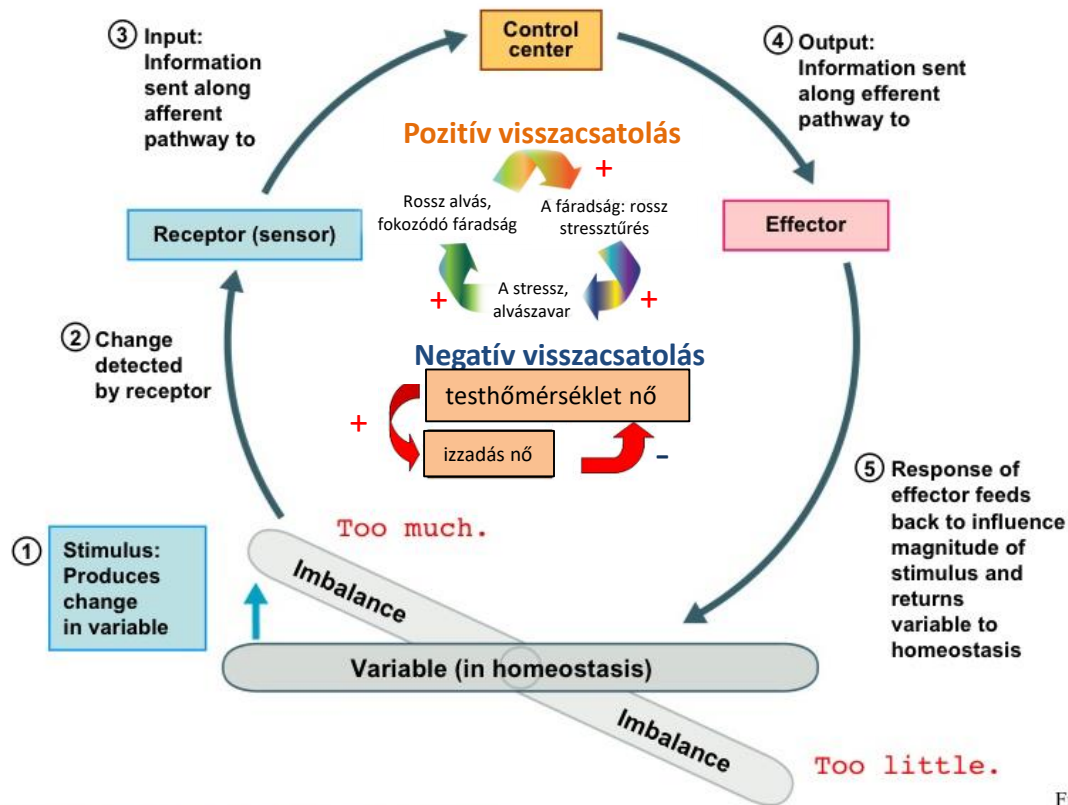 Control
center
③ Input:
Information
sent along
afferent
pathway to
④ Output:
Information sent
along efferent
pathway to
Pozitív visszacsatolás
+
Rossz alvás,
fokozódó fáradság
A fáradság: rossz
stressztűrés
Receptor (sensor)
Effector
A stressz,
alvászavar
+
+
② Change
detected
by receptor
Negatív visszacsatolás
testhőmérséklet nő
+
izzadás nő
-
⑤ Response of
effector feeds
back to influence
magnitude of
stimulus and
returns
variable to
homeostasis
Too much.
① Stimulus:
Produces
change
in variable
Imbalance
Variable (in homeostasis)
Imbalance
Too little.
F